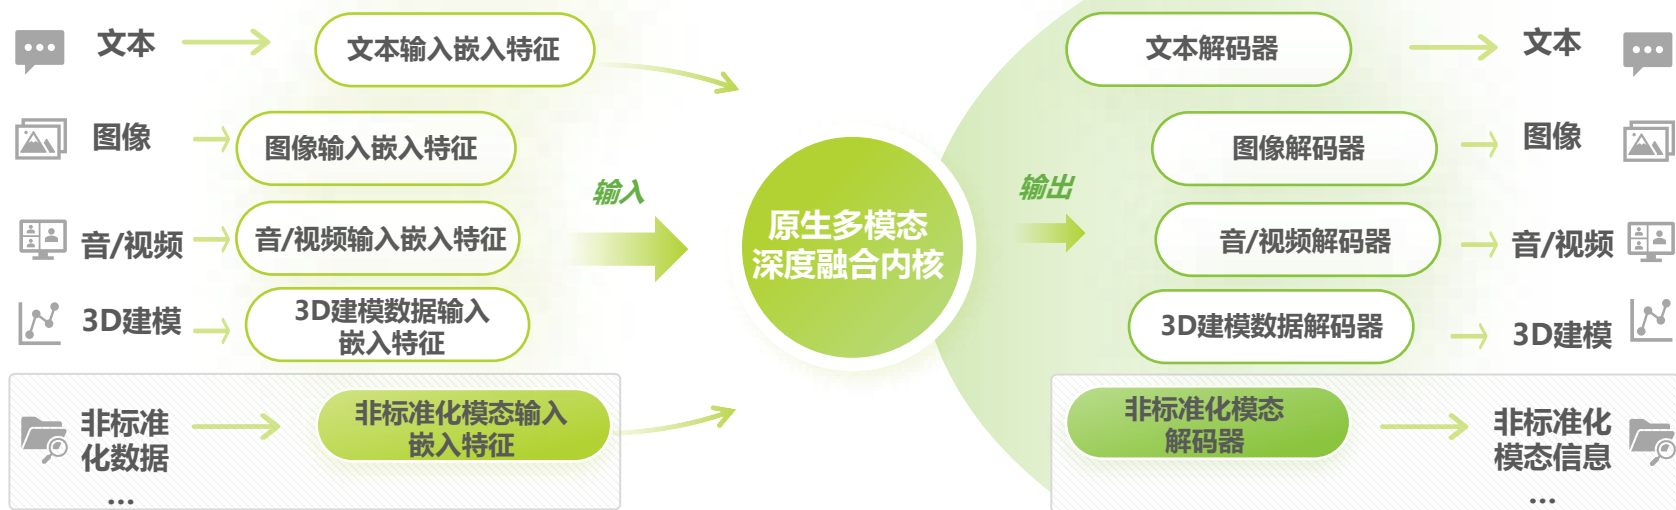 文本
文本输入嵌入特征
图像
图像输入嵌入特征
音/视频
音/视频输入嵌入特征
3D建模
3D建模数据输入
嵌入特征
非标准
化数据
非标准化模态输入
嵌入特征
...
输入
原生多模态
深度融合内核
输出
文本解码器
文本
图像解码器
图像
音/视频解码器
音/视频
3D建模数据解码器
3D建模
非标准化模态
解码器
非标准化
模态信息
...